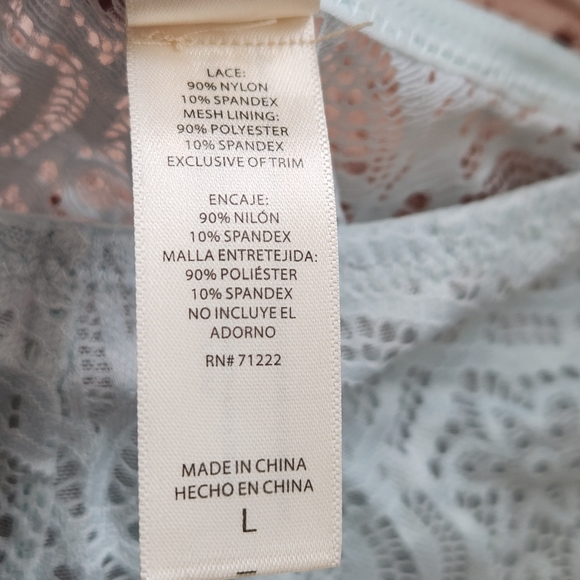 LACE:
90% NYLON
10% SPANDEX
MESH LINING:
90% POLYESTER
10% SPANDEX
EXCLUSIVE OF TRIM
ENCAJE:
90% NILÓN
10% SPANDEX
MALLA ENTRETEJIDA:
90% POLIÉSTER
10% SPANDEX
NO INCLUYE EL
ADORNO
RN# 71222
MADE IN CHINA
HECHO EN CHINA
L